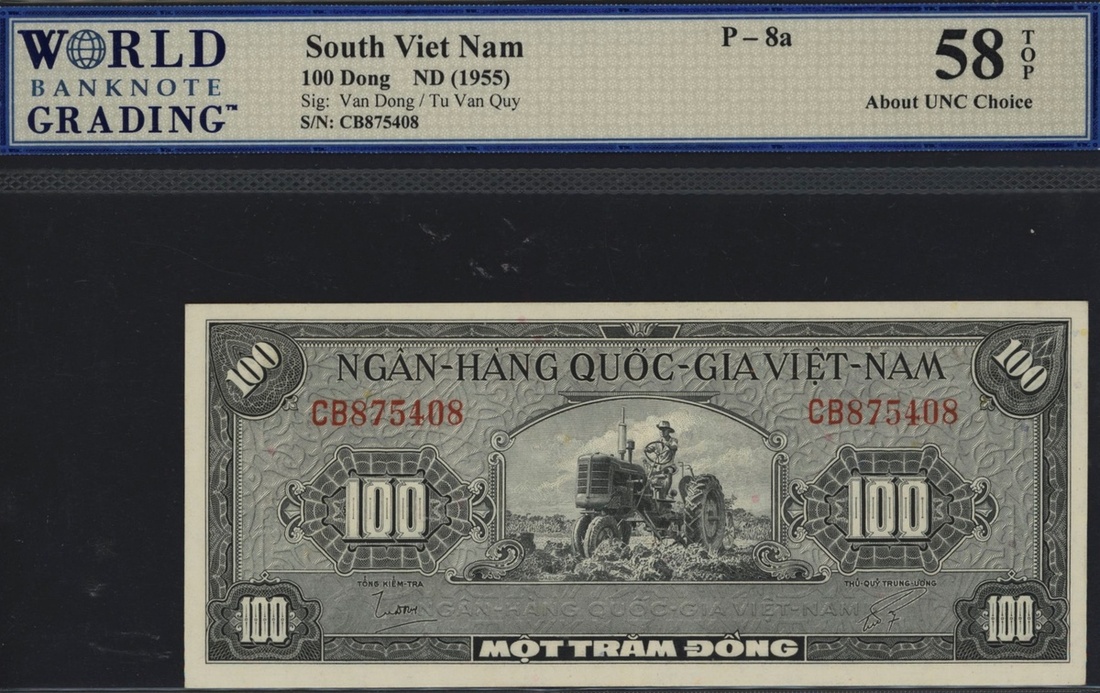 WORLD
BANKNOTE
GRADING™
South Viet Nam
100 Dong ND (1955)
Sig: Van Dong / Tu Van Quy
S/N: CB875408
P – 8a
58
TOP
About UNC Choice
100
100
NGÂN-HÀNG QUỐC-GIA VIỆT-NAM
CB875408
CB875408
100
100
TỔNG KIỂM-TRA
THỦ-QUỸ TRUNG-ƯƠNG
NGÂN-HÀNG QUỐC-GIA VIỆT-NAM
100
100
MỘT TRĂM ĐỒNG